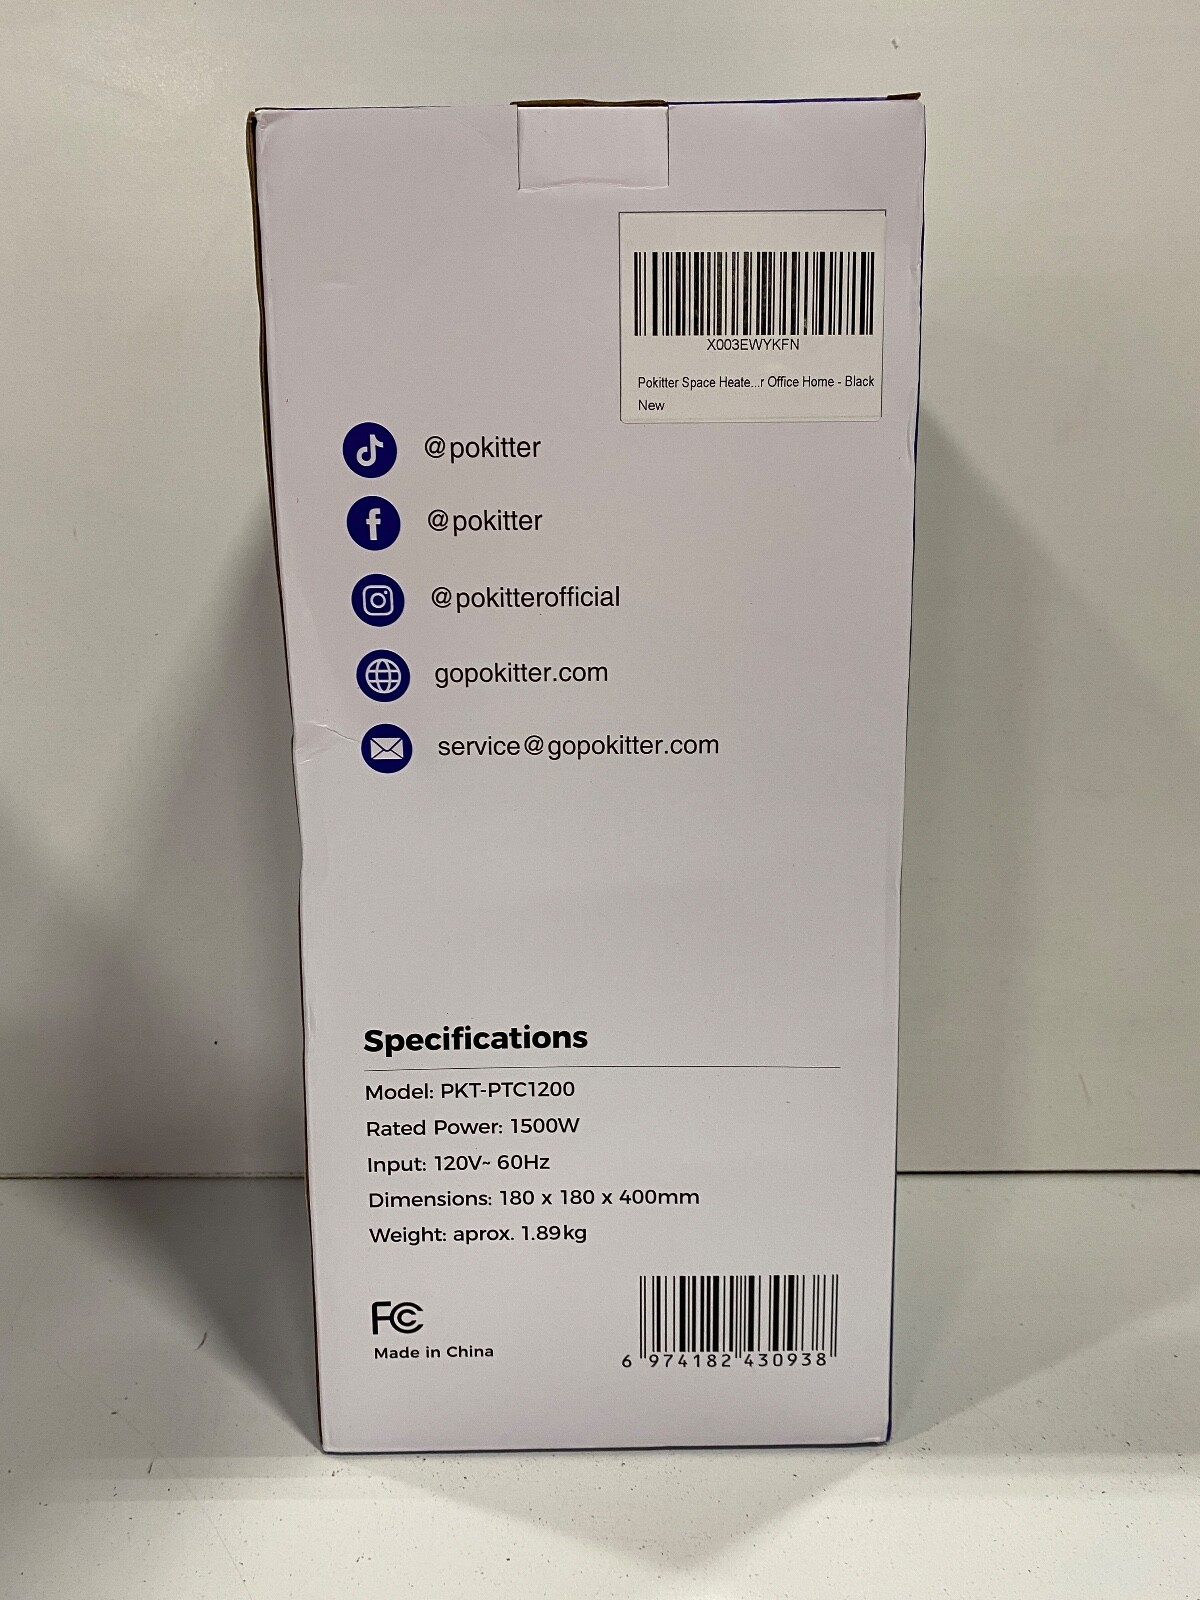 X003EWYKFN
Pokitter Space Heate...r Office Home - Black
New
@pokitter
@pokitter
@pokitterofficial
gopokitter.com
service@gopokitter.com
Specifications
Model: PKT-PTC1200
Rated Power: 1500W
Input: 120V~ 60Hz
Dimensions: 180 x 180 x 400mm
Weight: aprox. 1.89kg
FC
Made in China
6 974182 430938